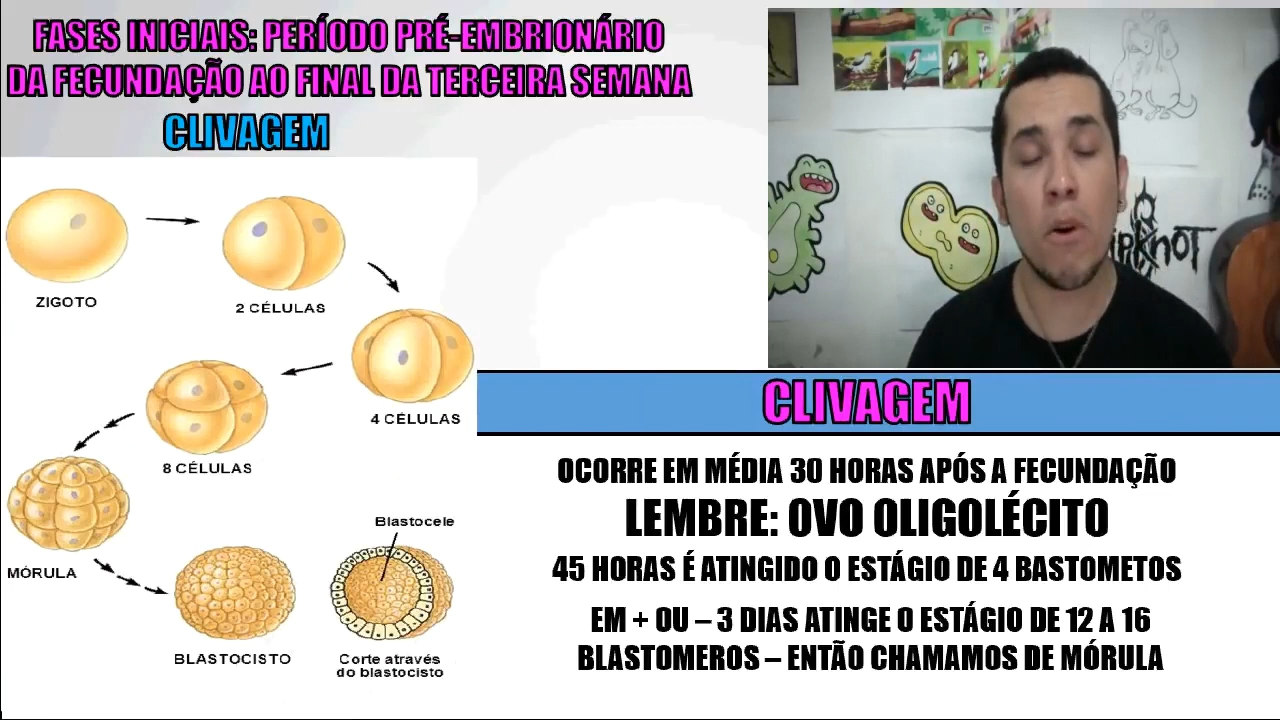 FASES INICIAIS: PERÍODO PRÉ-EMBRIONÁRIO
DA FECUNDAÇÃO AO FINAL DA TERCEIRA SEMANA
CLIVAGEM
ZIGOTO
2 CÉLULAS
4 CÉLULAS
8 CÉLULAS
MÓRULA
BLASTOCISTO
Blastocele
Corte através
do blastocisto
CLIVAGEM
OCORRE EM MÉDIA 30 HORAS APÓS A FECUNDAÇÃO
LEMBRE: OVO OLIGOLÉCITO
45 HORAS É ATINGIDO O ESTÁGIO DE 4 BASTOMETOS
EM + OU – 3 DIAS ATINGE O ESTÁGIO DE 12 A 16
BLASTOMEROS – ENTÃO CHAMAMOS DE MÓRULA